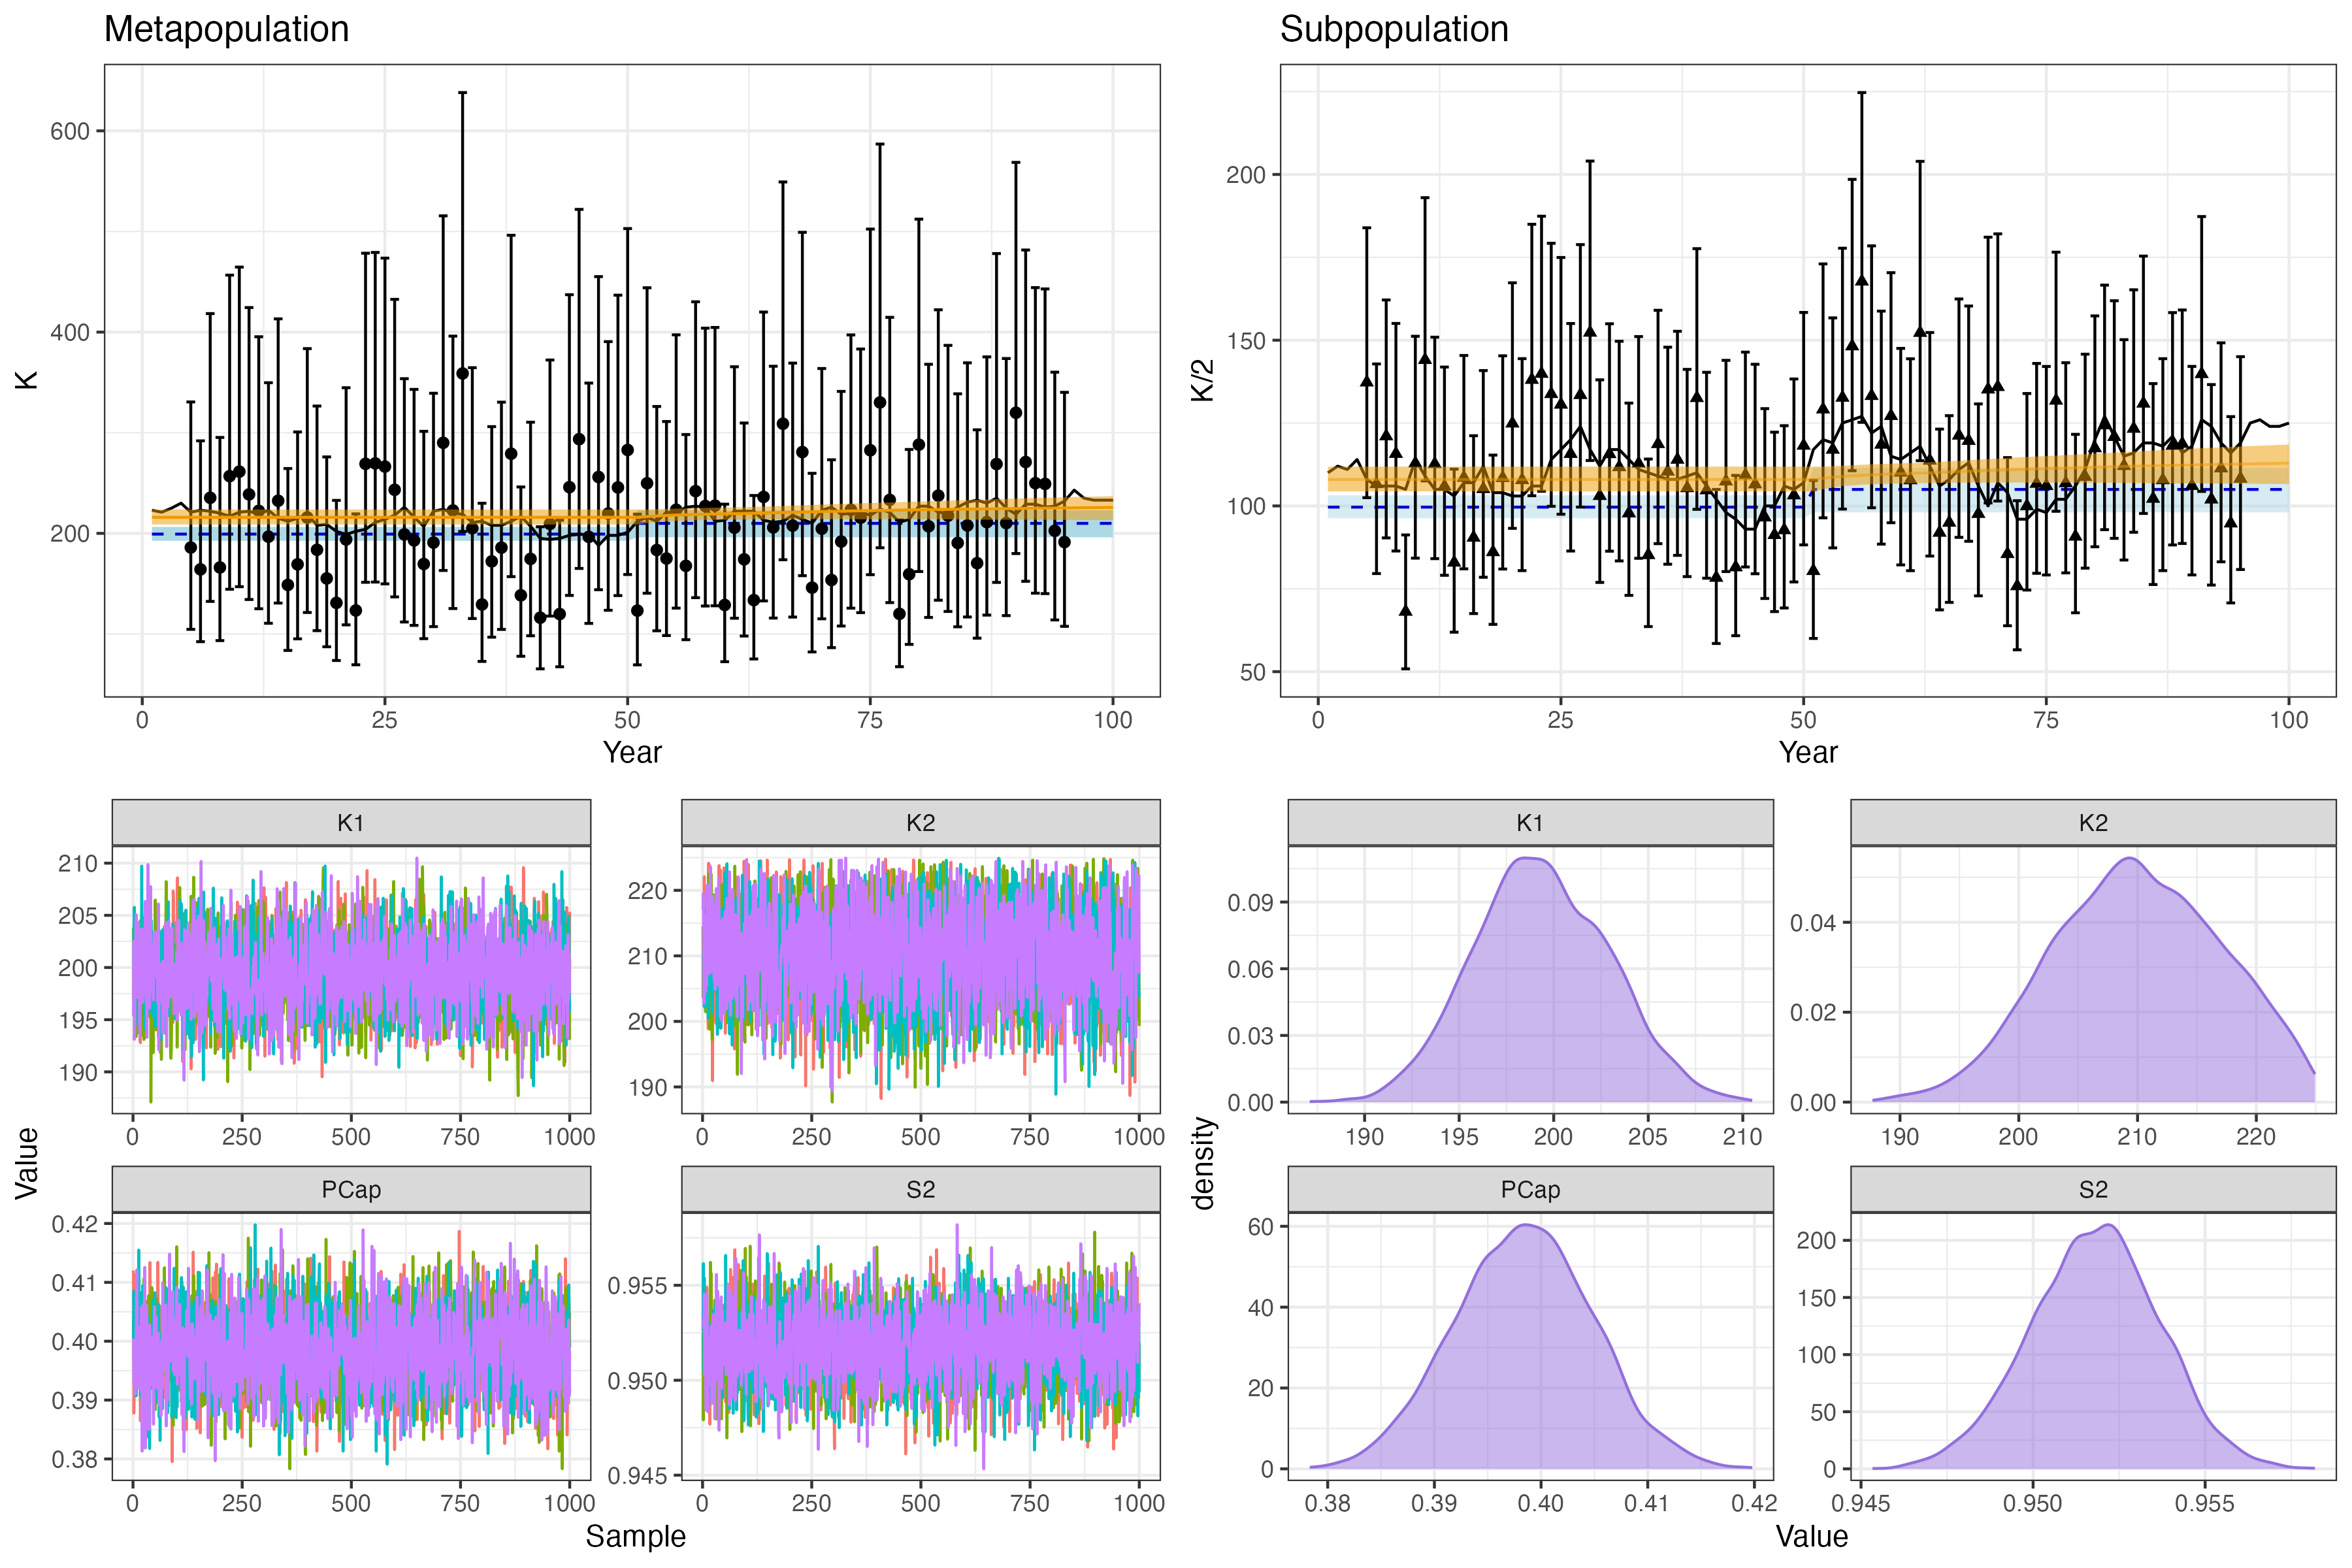 Metapopulation
Subpopulation
600
400
200
K
0 25 50 75 100
Year
200
150
100
50
K/2
0 25 50 75 100
Year
K1
K2
210
205
200
195
190
220
210
200
190
0 250 500 750 1000
0 250 500 750 1000
PCap
S2
0.42
0.41
0.40
0.39
0.38
0.955
0.950
0.945
0 250 500 750 1000
0 250 500 750 1000
Value
Sample
K1
K2
0.09
0.06
0.03
0.00
0.04
0.02
0.00
190 195 200 205 210
190 200 210 220
PCap
S2
60
40
20
0
200
150
100
50
0
0.38 0.39 0.40 0.41 0.42
0.945 0.950 0.955
density
Value